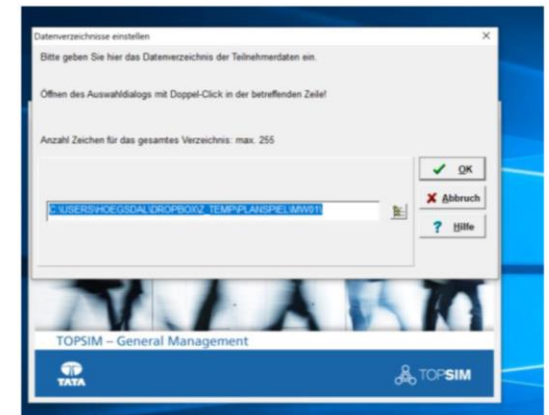 Datenverzeichnisse einstellen
Bitte geben Sie hier das Datenverzeichnis der Teilnehmerdaten ein.
Öffnen des Auswahldialogs mit Doppel-Click in der betreffenden Zeile!
Anzahl Zeichen für das gesamtes Verzeichnis: max. 255
OK
C:\USERS\HOEGSDAL\DROPBOX\Z_TEMP\PLANSPIEL\MW01\
Abbruch
Hilfe
TOPSIM – General Management
TATA
TOPSIM